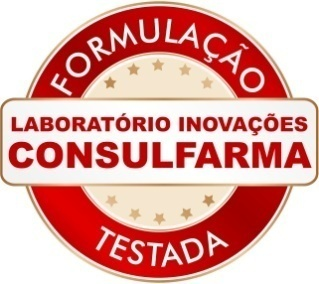 FORMULAÇÃO
LABORATÓRIO INOVAÇÕES
CONSULFARMA
TESTADA